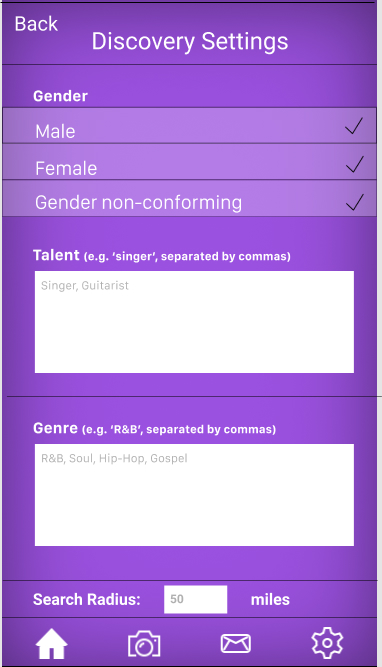 Back
Discovery Settings
Gender
Male
Female
Gender non-conforming
Talent (e.g. ‘singer’, separated by commas)
Singer, Guitarist
Genre (e.g. ‘R&B’, separated by commas)
R&B, Soul, Hip-Hop, Gospel
Search Radius: 50 miles